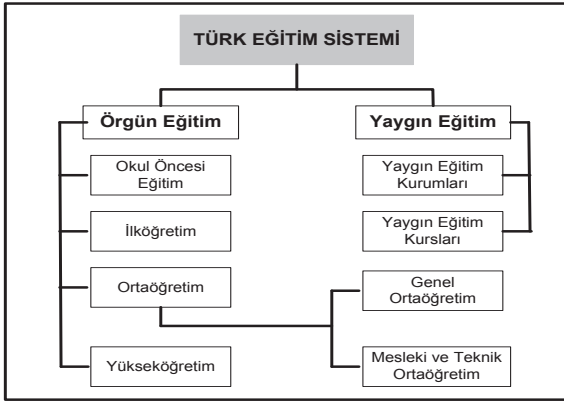 TÜRK EĞİTİM SİSTEMİ
Örgün Eğitim
Yaygın Eğitim
Okul Öncesi
Eğitim
Yaygın Eğitim
Kurumları
İlköğretim
Yaygın Eğitim
Kursları
Ortaöğretim
Genel
Ortaöğretim
Yükseköğretim
Mesleki ve Teknik
Ortaöğretim